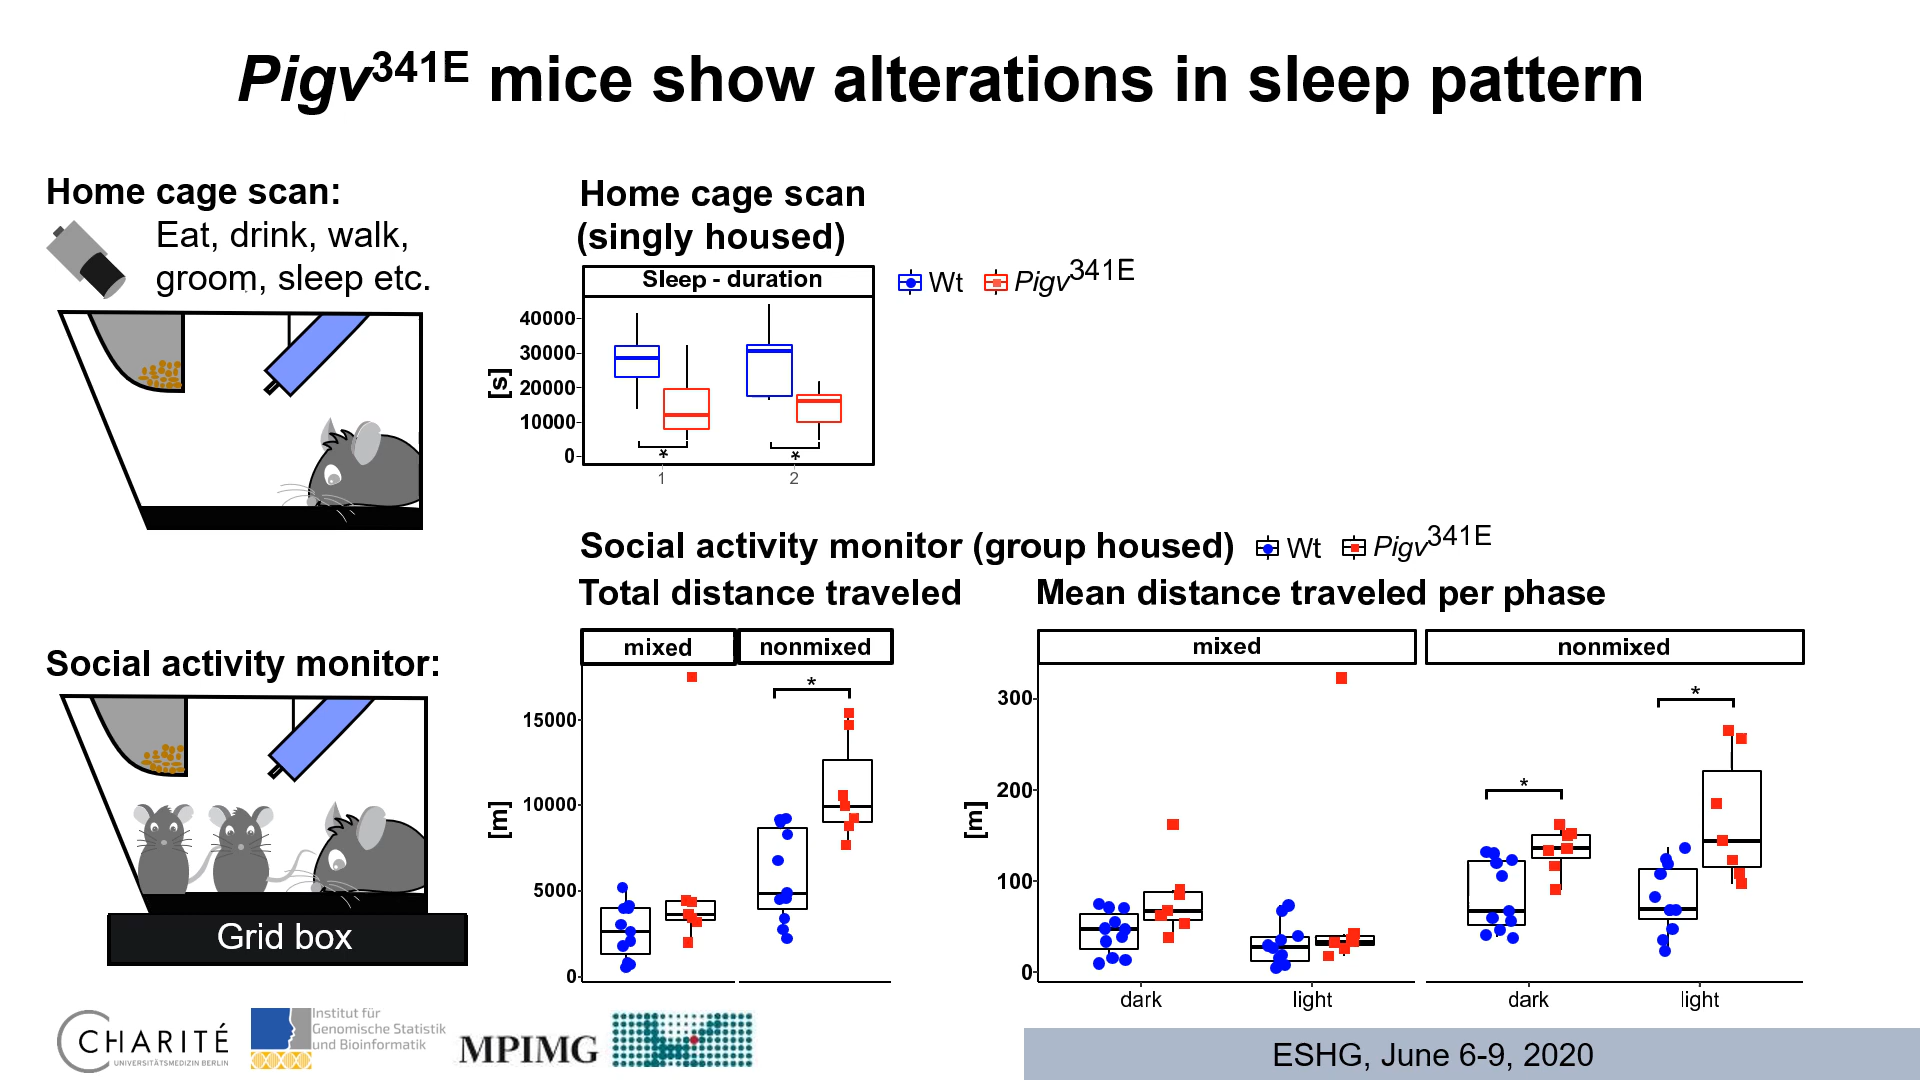 Pigv341E mice show alterations in sleep pattern
Home cage scan:
Eat, drink, walk,
groom, sleep etc.
Home cage scan
(singly housed)
Sleep - duration
Wt Pigv341E
[s]
40000
30000
20000
10000
0
* *
1 2
Social activity monitor (group housed) Wt Pigv341E
Total distance traveled
mixed nonmixed
*
[m]
15000
10000
5000
0
Mean distance traveled per phase
mixed nonmixed
* *
[m]
300
200
100
0
dark light dark light
Social activity monitor:
Grid box
CHARITÉ
UNIVERSITÄTSMEDIZIN BERLIN
Institut für
Genomische Statistik
und Bioinformatik
MPIMG
ESHG, June 6-9, 2020